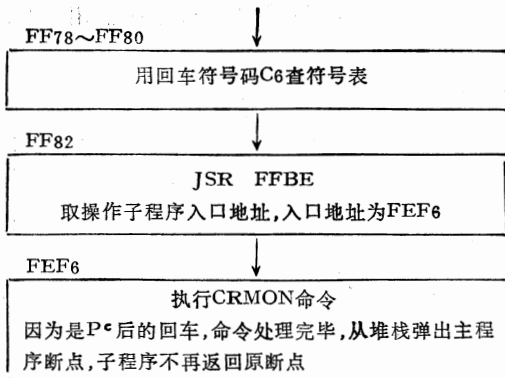 FF78～FF80
用回车符号码C6查符号表
FF82
JSR FFBE
取操作子程序入口地址,入口地址为FEF6
FEF6
执行CRMON命令
因为是Pᶜ后的回车,命令处理完毕,从堆栈弹出主程
序断点,子程序不再返回原断点